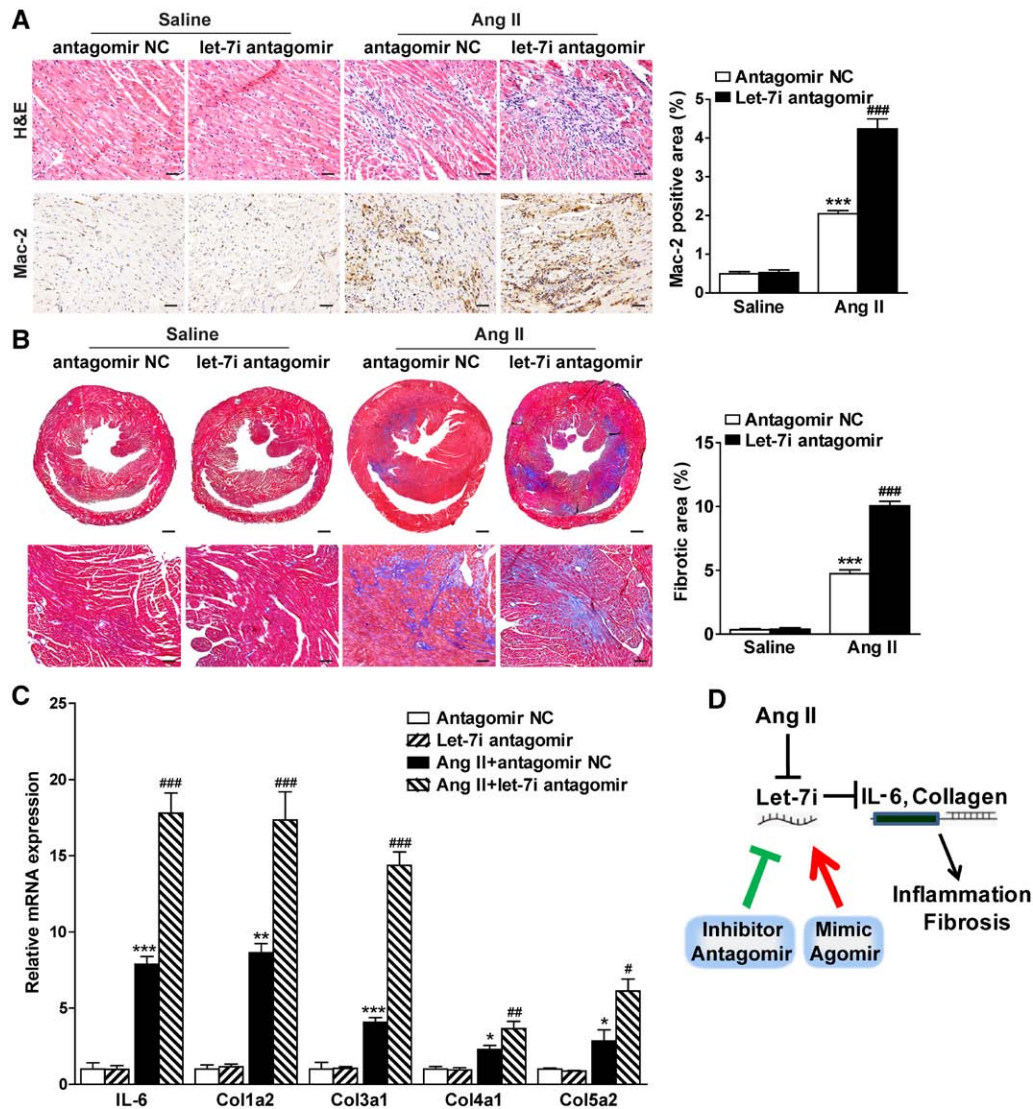 A
Saline
Ang II
antagomir NC let-7i antagomir antagomir NC let-7i antagomir
H&E
Mac-2
Antagomir NC
Let-7i antagomir
Mac-2 positive area (%)
5
4
3
2
1
0
***
###
Saline Ang II
B
Saline
Ang II
antagomir NC let-7i antagomir antagomir NC let-7i antagomir
Antagomir NC
Let-7i antagomir
Fibrotic area (%)
15
10
5
0
***
###
Saline Ang II
C
Relative mRNA expression
25
20
15
10
5
0
Antagomir NC
Let-7i antagomir
Ang II+antagomir NC
Ang II+let-7i antagomir
*** ### ** ### *** ### * ## * #
IL-6 Col1a2 Col3a1 Col4a1 Col5a2
D
Ang II
Let-7i
IL-6, Collagen
Inflammation
Fibrosis
Inhibitor
Antagomir
Mimic
Agomir